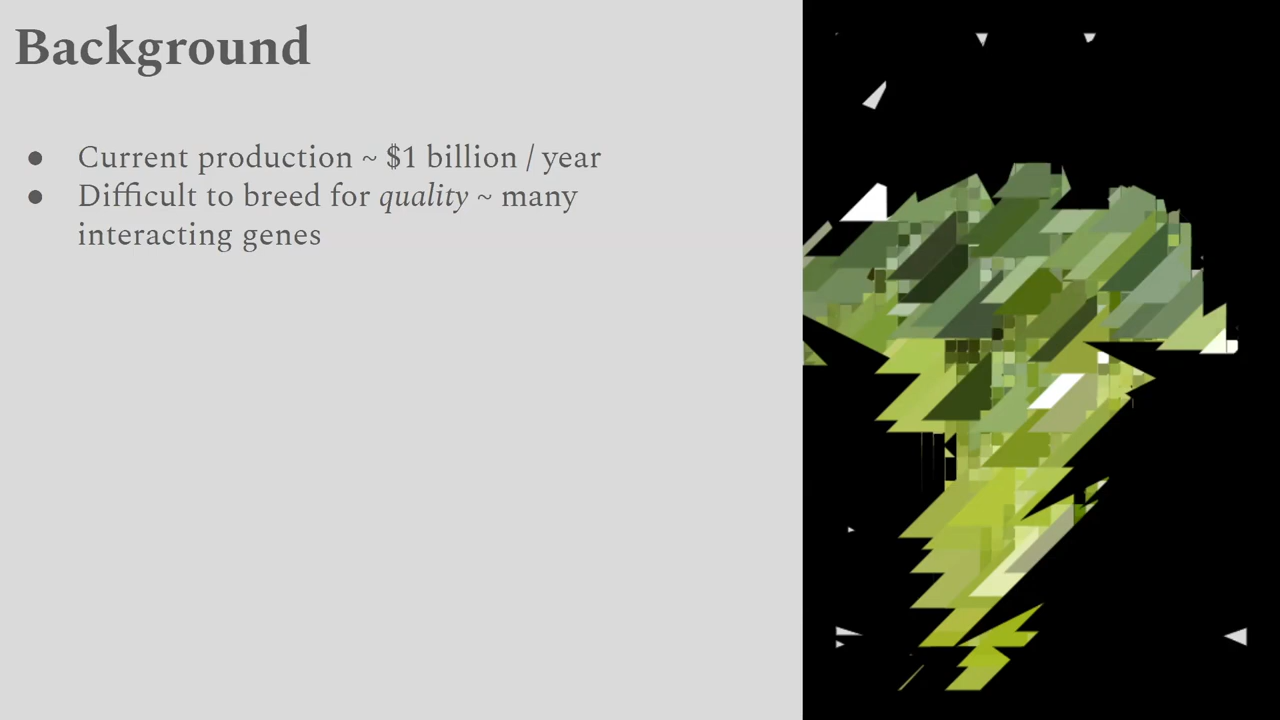 Background
● Current production ~ $1 billion / year
● Difficult to breed for quality ~ many
interacting genes